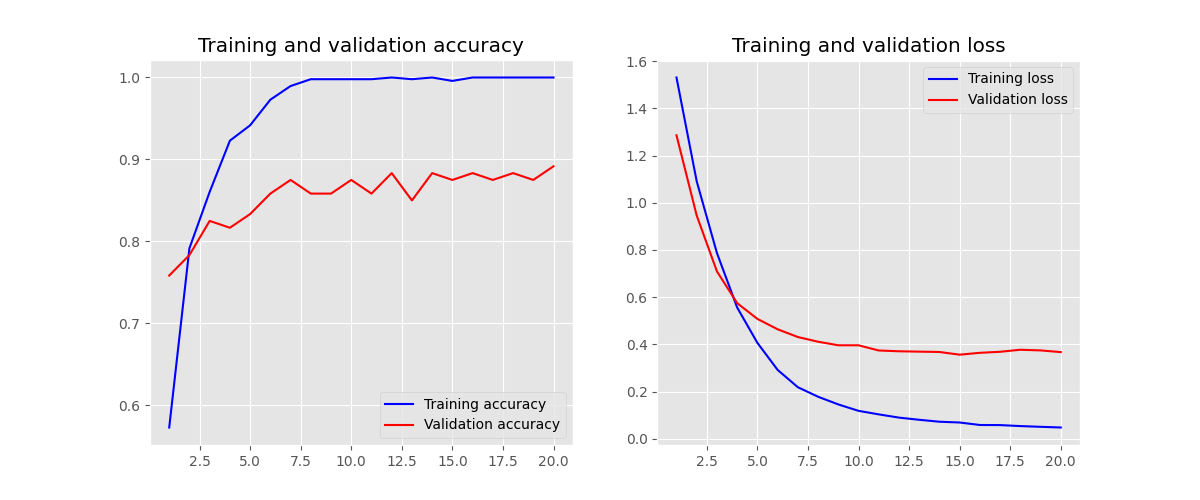 Training and validation accuracy
1.0
0.9
0.8
0.7
0.6
Training accuracy
Validation accuracy
2.5 5.0 7.5 10.0 12.5 15.0 17.5 20.0
Training and validation loss
1.6
1.4
1.2
1.0
0.8
0.6
0.4
0.2
0.0
Training loss
Validation loss
2.5 5.0 7.5 10.0 12.5 15.0 17.5 20.0